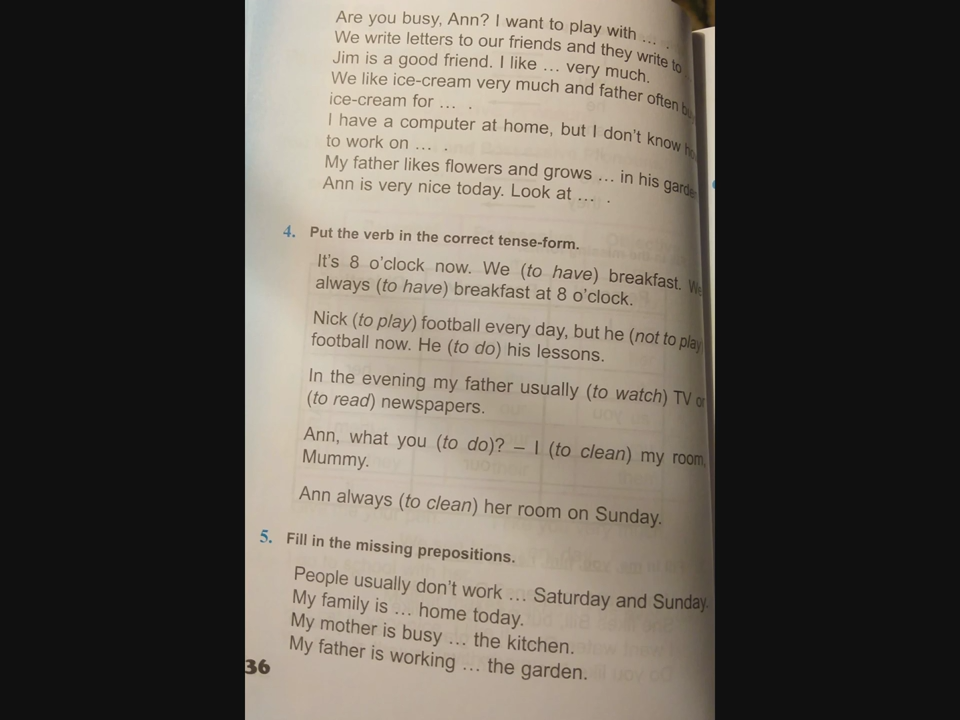 Are you busy, Ann? I want to play with ... .
We write letters to our friends and they write to
Jim is a good friend. I like ... very much.
We like ice-cream very much and father often
ice-cream for ... .
I have a computer at home, but I don't know
to work on ... .
My father likes flowers and grows ... in his garden
Ann is very nice today. Look at ... .
4. Put the verb in the correct tense-form.
It's 8 o'clock now. We (to have) breakfast. We
always (to have) breakfast at 8 o'clock.
Nick (to play) football every day, but he (not to play)
football now. He (to do) his lessons.
In the evening my father usually (to watch) TV or
(to read) newspapers.
Ann, what you (to do)? – I (to clean) my room,
Mummy.
Ann always (to clean) her room on Sunday.
5. Fill in the missing prepositions.
People usually don't work ... Saturday and Sunday.
My family is ... home today.
My mother is busy ... the kitchen.
My father is working ... the garden.
36